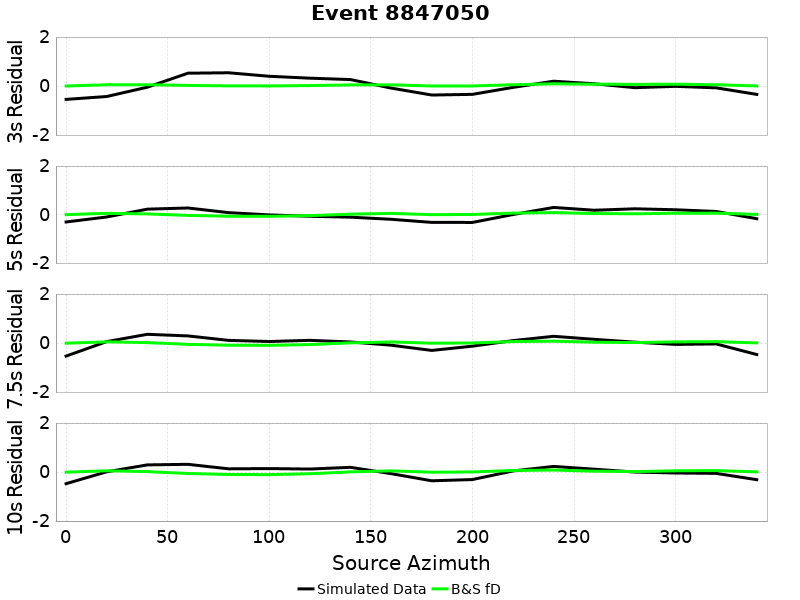 Event 8847050
3s Residual
2
0
-2
5s Residual
2
0
-2
7.5s Residual
2
0
-2
10s Residual
2
0
-2
0 50 100 150 200 250 300
Source Azimuth
Simulated Data B&S fD